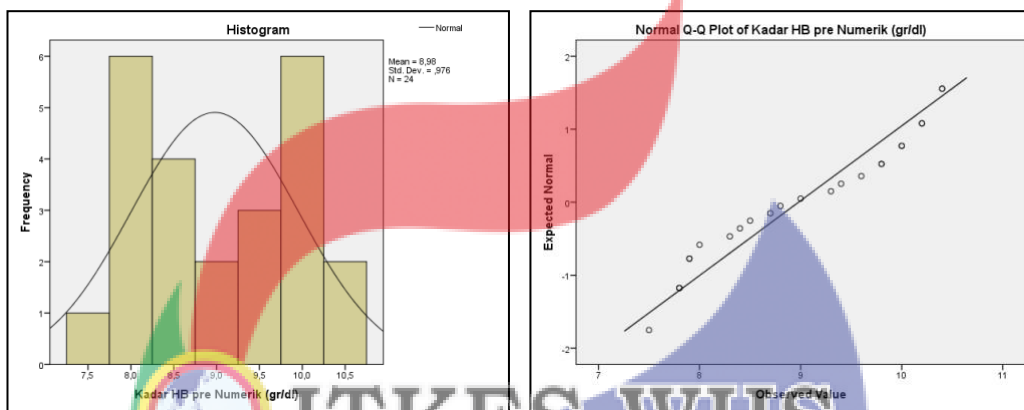 Histogram
Normal
Mean = 8,98
Std. Dev. = ,976
N = 24
Frequency
6
5
4
3
2
1
0
7,5 8,0 8,5 9,0 9,5 10,0 10,5
Kadar HB pre Numerik (gr/dl)
Normal Q-Q Plot of Kadar HB pre Numerik (gr/dl)
Expected Normal
2
1
0
-1
-2
7 8 9 10 11
Observed Value
ITKES WHS